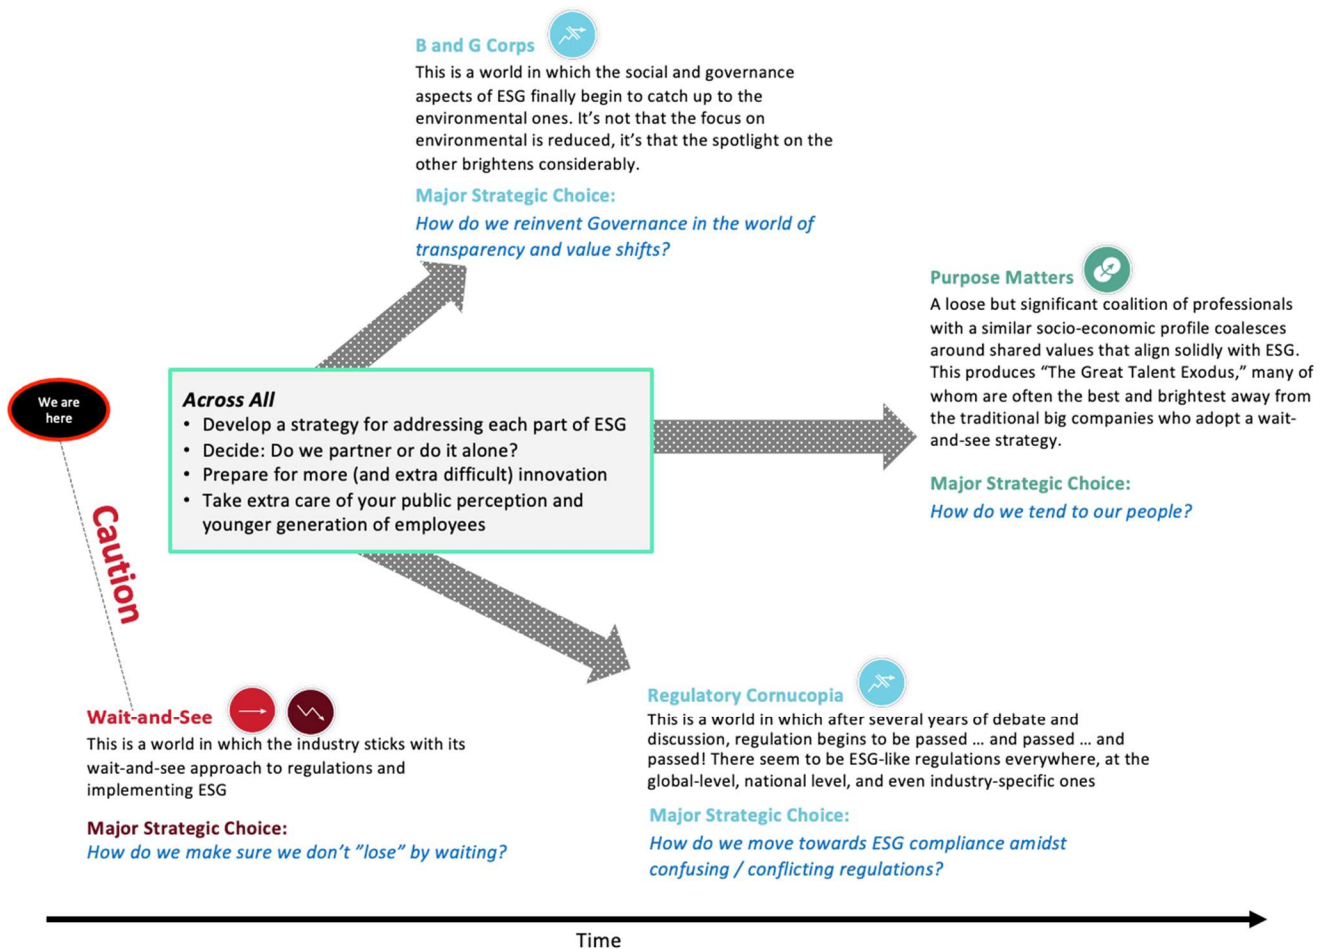 B and G Corps
This is a world in which the social and governance
aspects of ESG finally begin to catch up to the
environmental ones. It’s not that the focus on
environmental is reduced, it’s that the spotlight on the
other brightens considerably.
Major Strategic Choice:
How do we reinvent Governance in the world of
transparency and value shifts?
Purpose Matters
A loose but significant coalition of professionals
with a similar socio-economic profile coalesces
around shared values that align solidly with ESG.
This produces “The Great Talent Exodus,” many of
whom are often the best and brightest away from
the traditional big companies who adopt a wait-
and-see strategy.
Major Strategic Choice:
How do we tend to our people?
We are
here
Across All
• Develop a strategy for addressing each part of ESG
• Decide: Do we partner or do it alone?
• Prepare for more (and extra difficult) innovation
• Take extra care of your public perception and
younger generation of employees
Caution
Wait-and-See
This is a world in which the industry sticks with its
wait-and-see approach to regulations and
implementing ESG
Major Strategic Choice:
How do we make sure we don’t ”lose” by waiting?
Regulatory Cornucopia
This is a world in which after several years of debate and
discussion, regulation begins to be passed … and passed … and
passed! There seem to be ESG-like regulations everywhere, at the
global-level, national level, and even industry-specific ones
Major Strategic Choice:
How do we move towards ESG compliance amidst
confusing / conflicting regulations?
Time